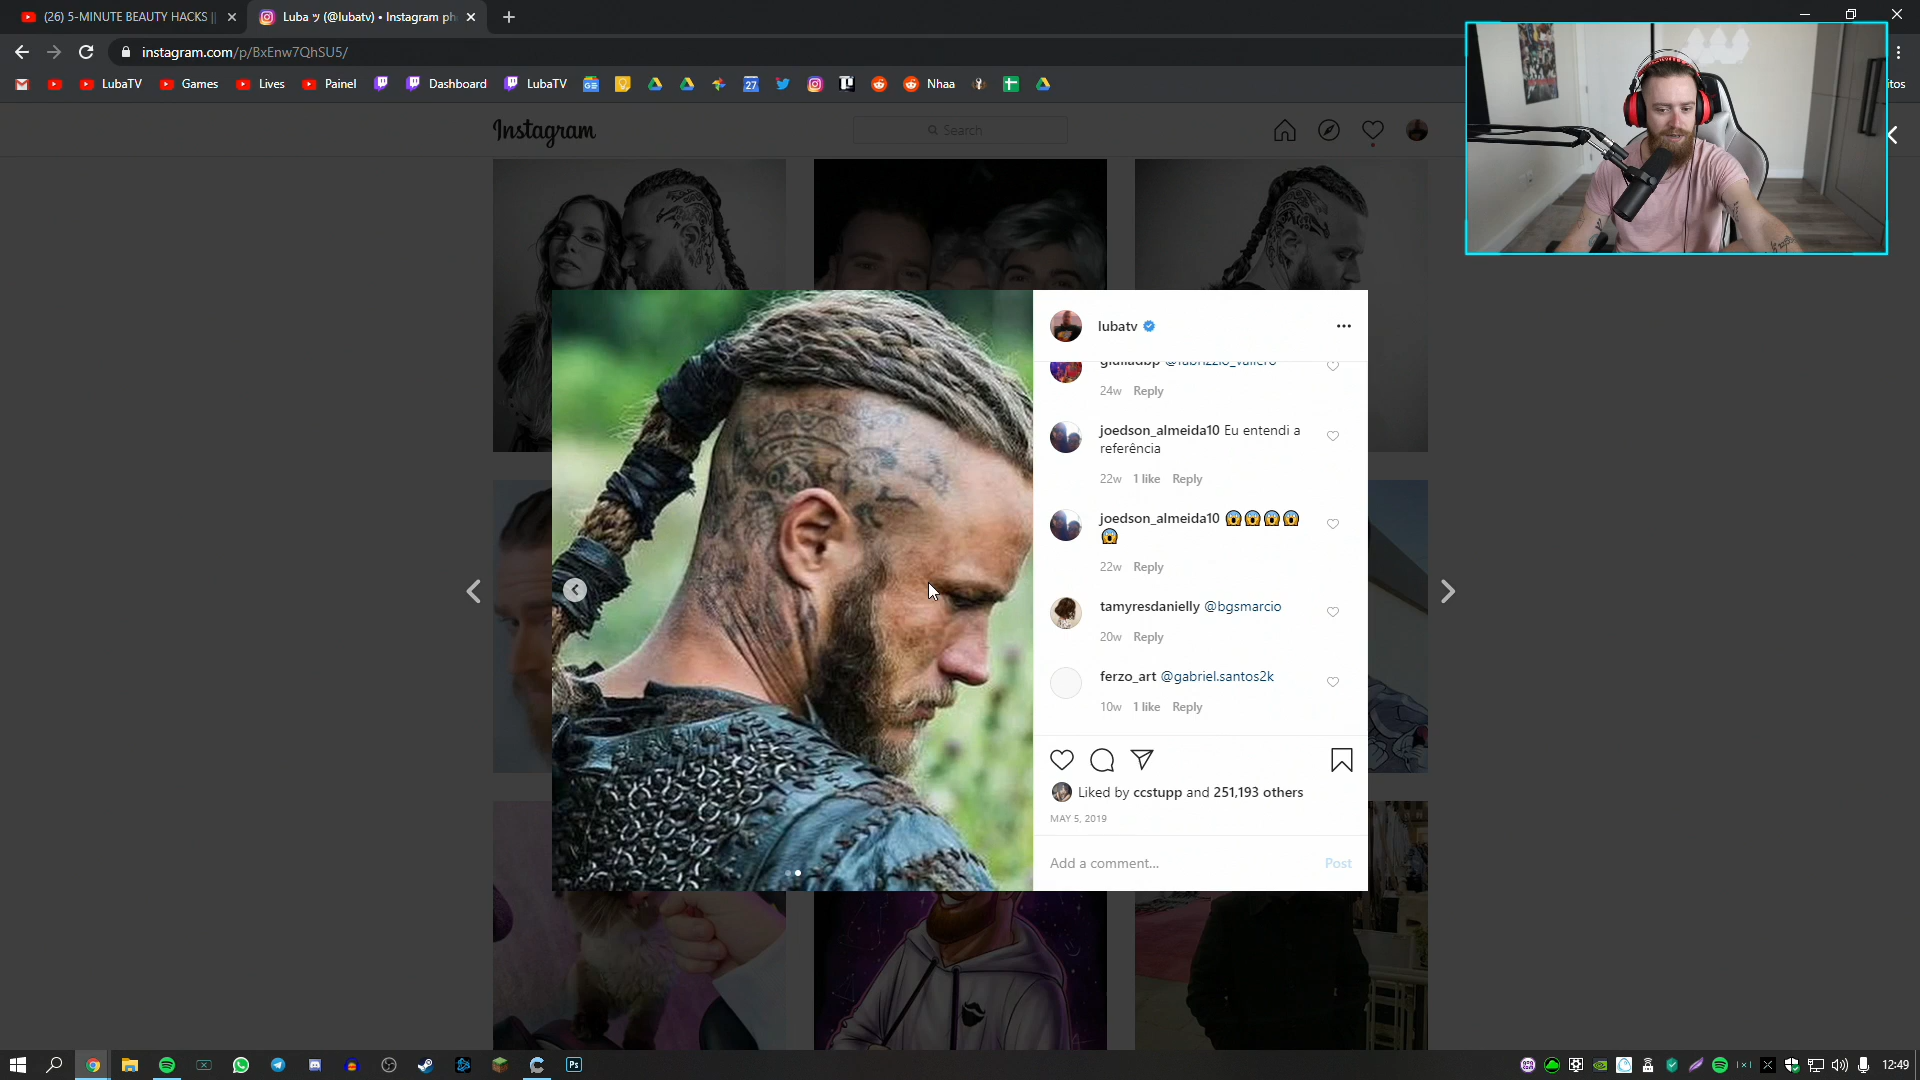 (26) 5-MINUTE BEAUTY HACKS ||
Luba ツ (@lubatv) • Instagram ph
instagram.com/p/BxEnw7QhSU5/
LubaTV
Games
Lives
Painel
Dashboard
LubaTV
27
Nhaa
itos
Instagram
Search
lubatv
24w Reply
joedson_almeida10 Eu entendi a
referência
22w 1 like Reply
joedson_almeida10 😱😱😱😱
😱
22w Reply
tamyresdanielly @bgsmarcio
20w Reply
ferzo_art @gabriel.santos2k
10w 1 like Reply
Liked by ccstupp and 251,193 others
MAY 5, 2019
Add a comment... Post
Ps
12:49